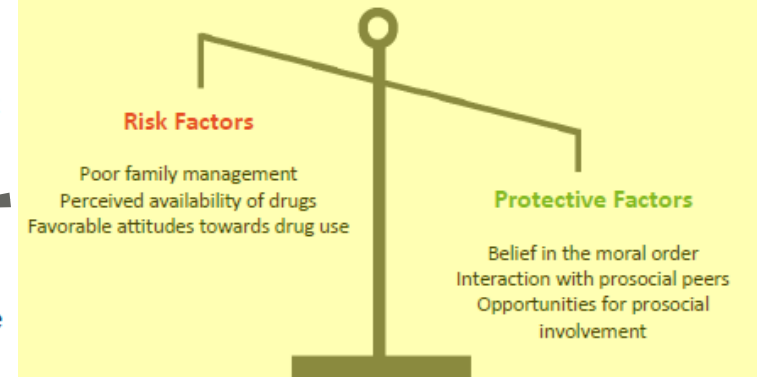 Risk Factors
Poor family management
Perceived availability of drugs
Favorable attitudes towards drug use
Protective Factors
Belief in the moral order
Interaction with prosocial peers
Opportunities for prosocial
involvement